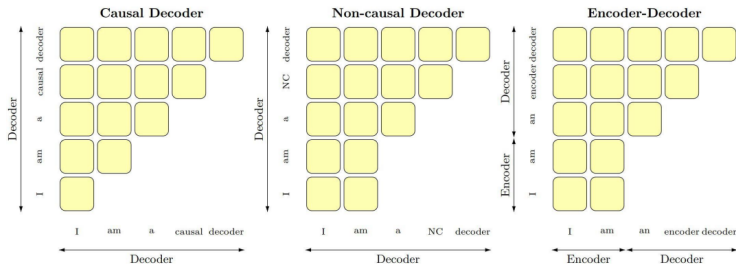 Causal Decoder
Decoder
decoder
causal
a
am
I
I am a causal decoder
Decoder
Non-causal Decoder
Decoder
decoder
NC
a
am
I
I am a NC decoder
Decoder
Encoder-Decoder
Decoder
Encoder
decoder
encoder
an
am
I
I am an encoder decoder
Encoder Decoder